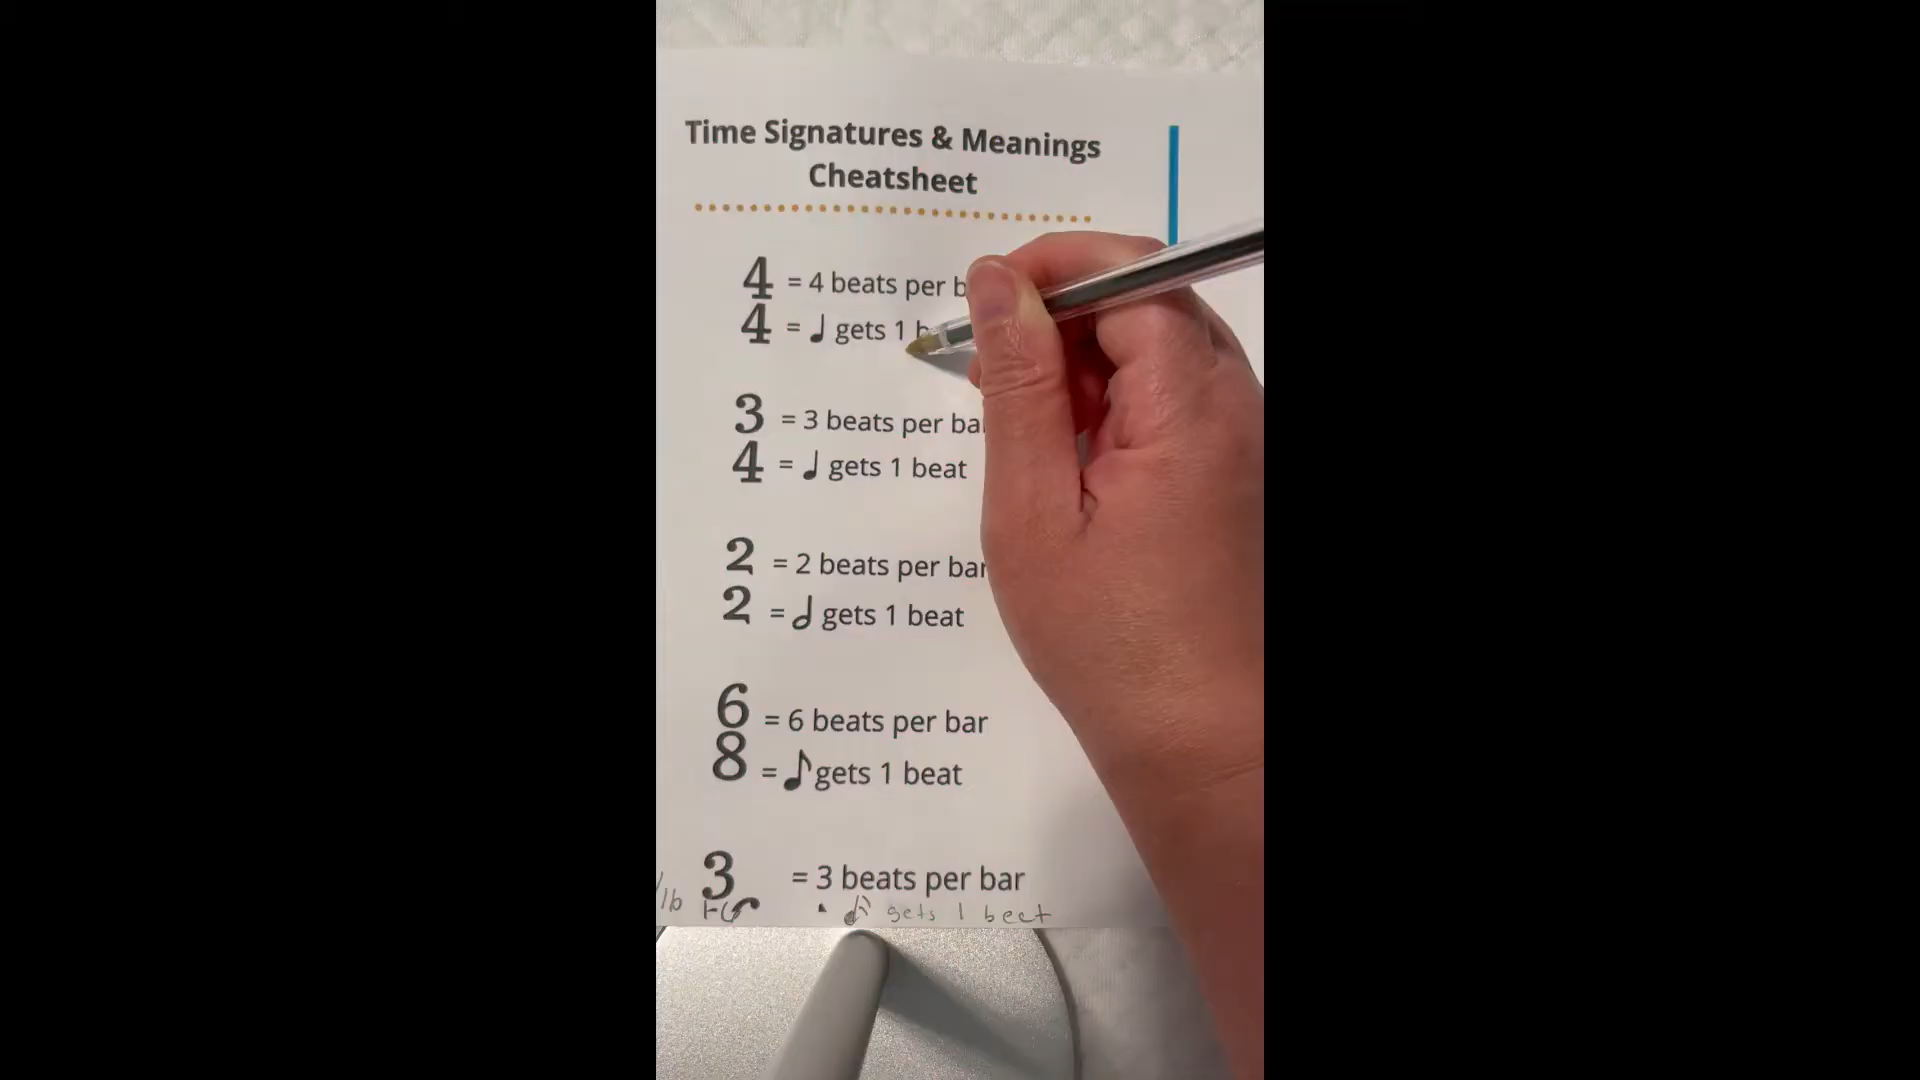 Time Signatures & Meanings
Cheatsheet
4 = 4 beats per b
4 = ♩ gets 1 b
3 = 3 beats per bar
4 = ♩ gets 1 beat
2 = 2 beats per bar
2 = 𝅗𝅥 gets 1 beat
6 = 6 beats per bar
8 = ♪ gets 1 beat
3 = 3 beats per bar
gets 1 beat